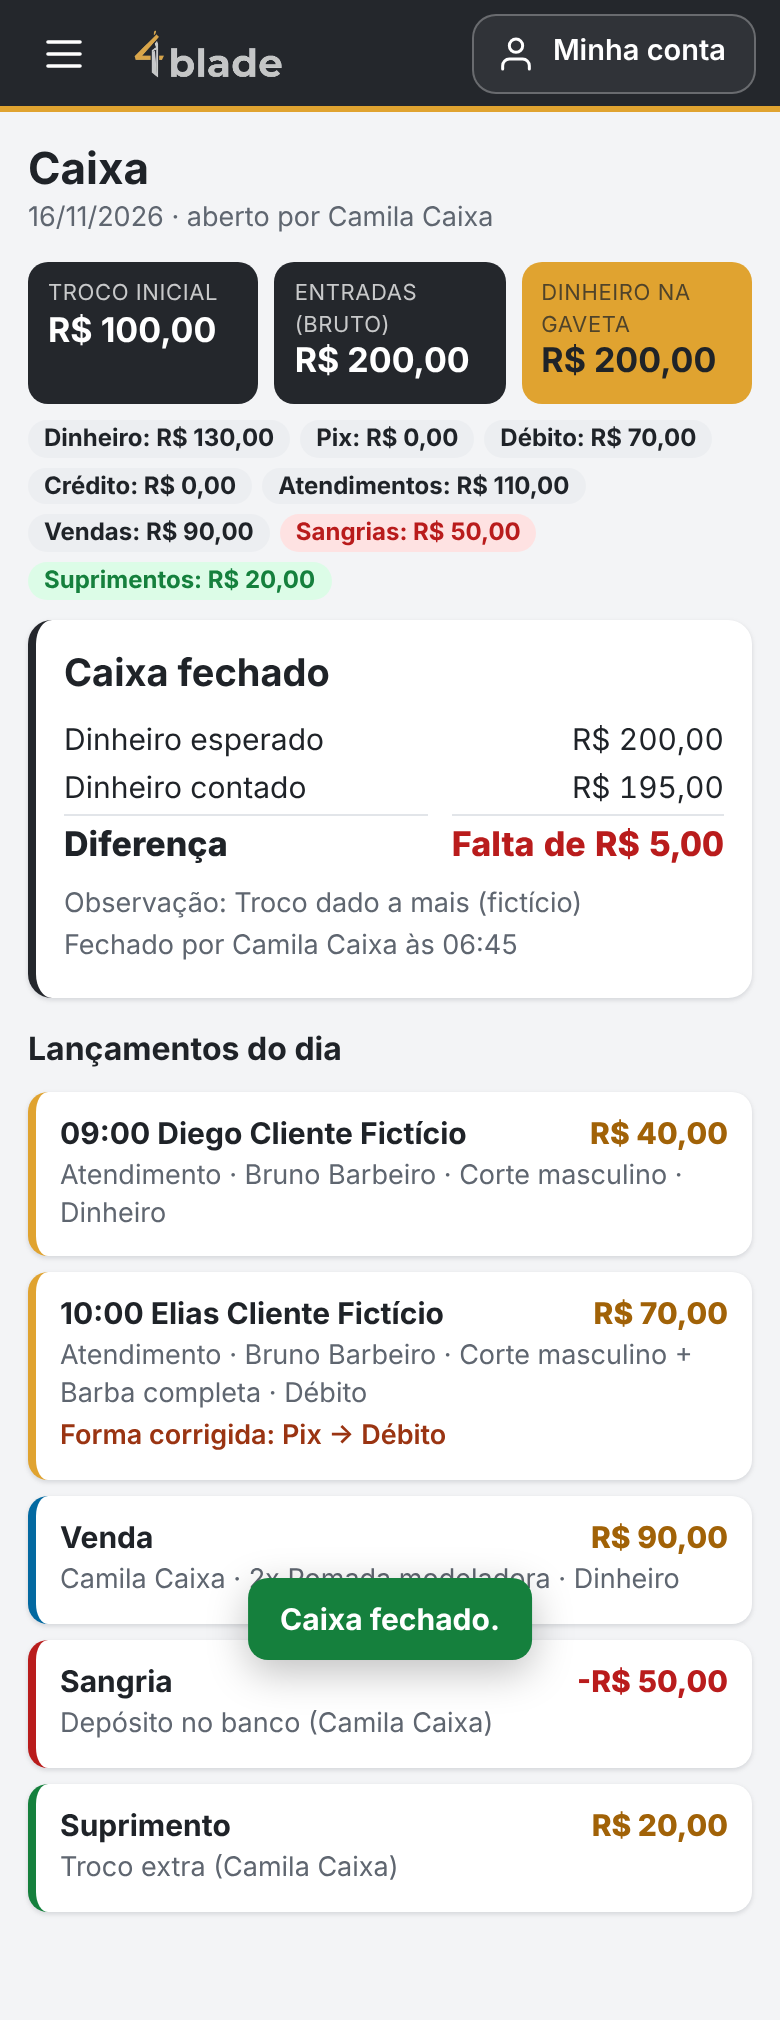 4blade
Minha conta
Caixa
16/11/2026 · aberto por Camila Caixa
TROCO INICIAL
R$ 100,00
ENTRADAS
(BRUTO)
R$ 200,00
DINHEIRO NA
GAVETA
R$ 200,00
Dinheiro: R$ 130,00
Pix: R$ 0,00
Débito: R$ 70,00
Crédito: R$ 0,00
Atendimentos: R$ 110,00
Vendas: R$ 90,00
Sangrias: R$ 50,00
Suprimentos: R$ 20,00
Caixa fechado
Dinheiro esperado R$ 200,00
Dinheiro contado R$ 195,00
Diferença Falta de R$ 5,00
Observação: Troco dado a mais (fictício)
Fechado por Camila Caixa às 06:45
Lançamentos do dia
09:00 Diego Cliente Fictício R$ 40,00
Atendimento · Bruno Barbeiro · Corte masculino ·
Dinheiro
10:00 Elias Cliente Fictício R$ 70,00
Atendimento · Bruno Barbeiro · Corte masculino +
Barba completa · Débito
Forma corrigida: Pix → Débito
Venda R$ 90,00
Camila Caixa · 2x Pomada modeladora · Dinheiro
Caixa fechado.
Sangria -R$ 50,00
Depósito no banco (Camila Caixa)
Suprimento R$ 20,00
Troco extra (Camila Caixa)